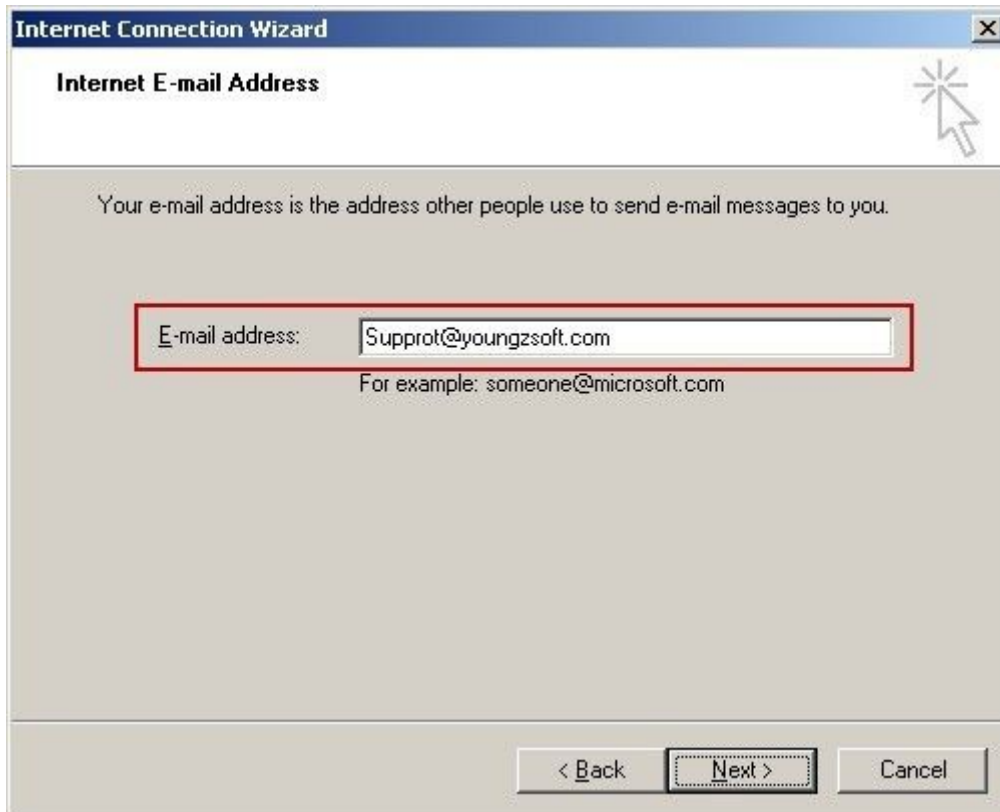 Internet Connection Wizard
Internet E-mail Address
Your e-mail address is the address other people use to send e-mail messages to you.
E-mail address: Supprot@youngzsoft.com
For example: someone@microsoft.com
< Back Next > Cancel